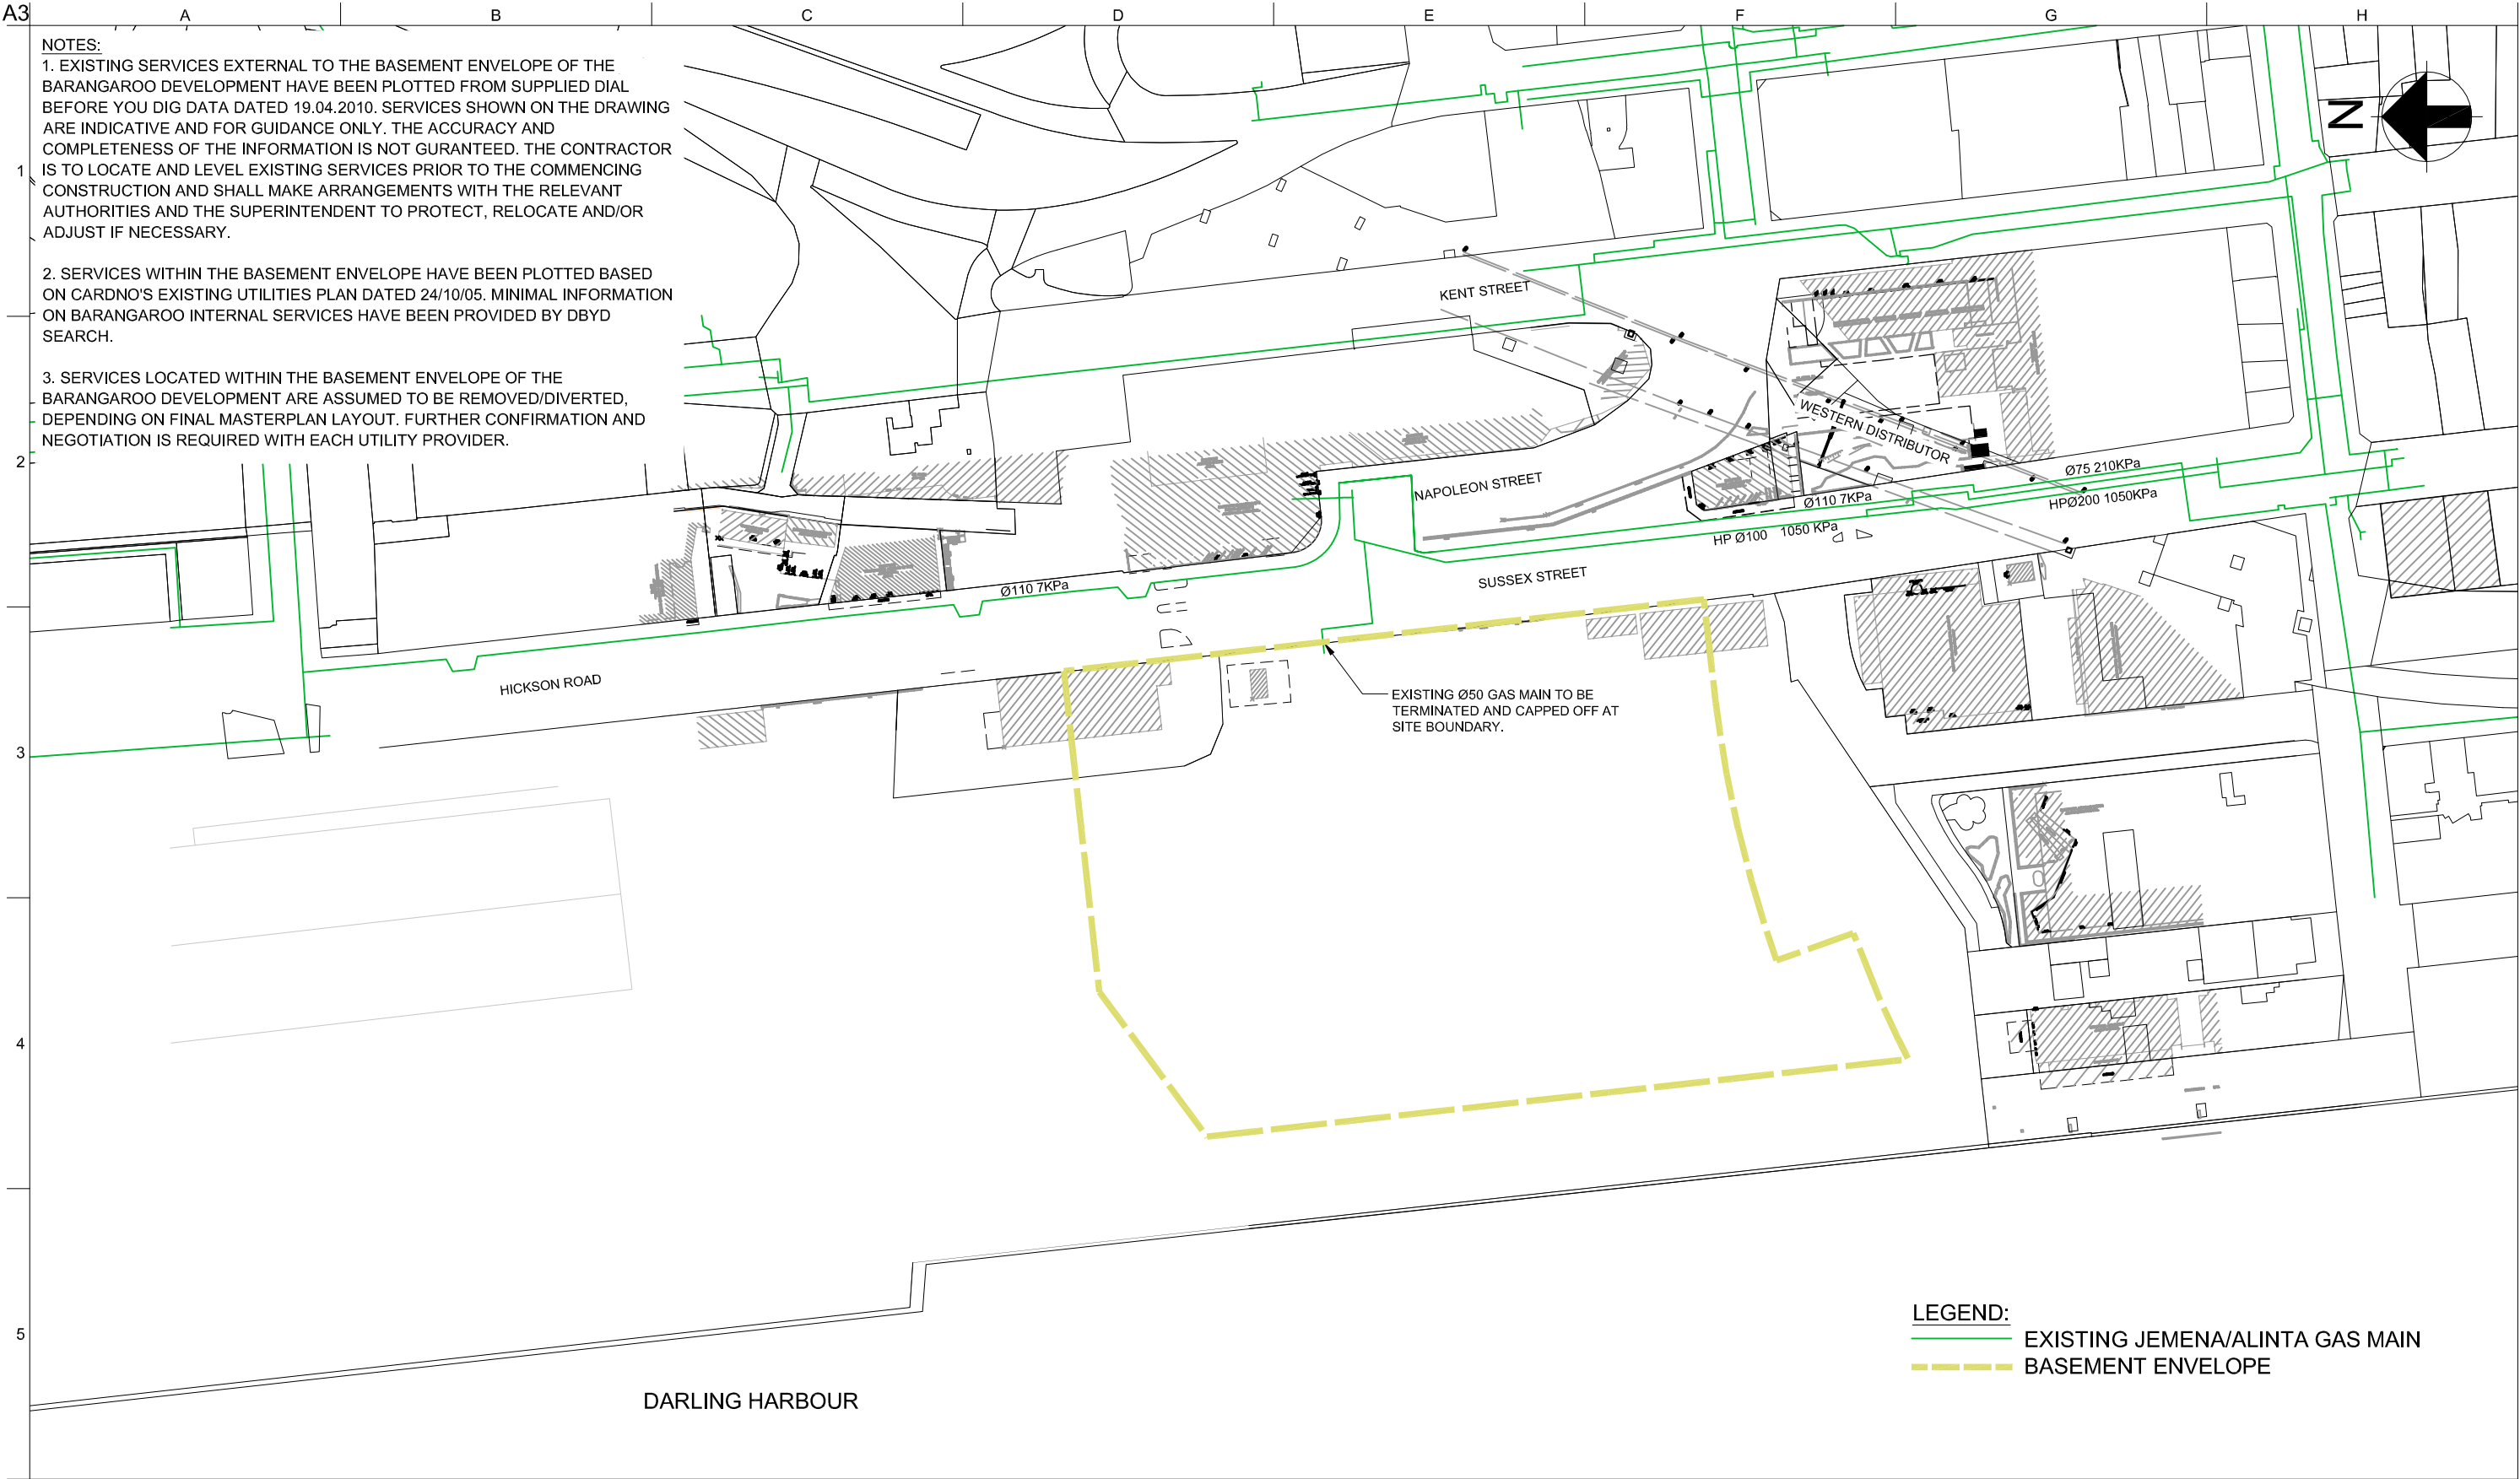 A3
A
B
C
D
E
F
G
H
NOTES:
1. EXISTING SERVICES EXTERNAL TO THE BASEMENT ENVELOPE OF THE
BARANGAROO DEVELOPMENT HAVE BEEN PLOTTED FROM SUPPLIED DIAL
BEFORE YOU DIG DATA DATED 19.04.2010. SERVICES SHOWN ON THE DRAWING
ARE INDICATIVE AND FOR GUIDANCE ONLY. THE ACCURACY AND
COMPLETENESS OF THE INFORMATION IS NOT GURANTEED. THE CONTRACTOR
IS TO LOCATE AND LEVEL EXISTING SERVICES PRIOR TO THE COMMENCING
CONSTRUCTION AND SHALL MAKE ARRANGEMENTS WITH THE RELEVANT
AUTHORITIES AND THE SUPERINTENDENT TO PROTECT, RELOCATE AND/OR
ADJUST IF NECESSARY.
2. SERVICES WITHIN THE BASEMENT ENVELOPE HAVE BEEN PLOTTED BASED
ON CARDNO'S EXISTING UTILITIES PLAN DATED 24/10/05. MINIMAL INFORMATION
ON BARANGAROO INTERNAL SERVICES HAVE BEEN PROVIDED BY DBYD
SEARCH.
3. SERVICES LOCATED WITHIN THE BASEMENT ENVELOPE OF THE
BARANGAROO DEVELOPMENT ARE ASSUMED TO BE REMOVED/DIVERTED,
DEPENDING ON FINAL MASTERPLAN LAYOUT. FURTHER CONFIRMATION AND
NEGOTIATION IS REQUIRED WITH EACH UTILITY PROVIDER.
N
1
2
3
4
5
KENT STREET
WESTERN DISTRIBUTOR
Ø75 210KPa
NAPOLEON STREET
Ø110 7KPa
HPØ200 1050KPa
HP Ø100 1050 KPa
SUSSEX STREET
Ø110 7KPa
HICKSON ROAD
EXISTING Ø50 GAS MAIN TO BE
TERMINATED AND CAPPED OFF AT
SITE BOUNDARY.
LEGEND:
EXISTING JEMENA/ALINTA GAS MAIN
BASEMENT ENVELOPE
DARLING HARBOUR